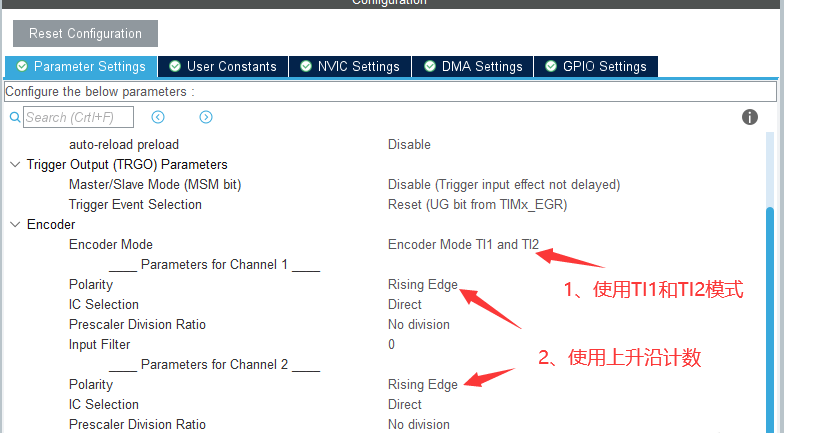 Configuration
Reset Configuration
Parameter Settings User Constants NVIC Settings DMA Settings GPIO Settings
Configure the below parameters :
Search (Crtl+F)
auto-reload preload Disable
Trigger Output (TRGO) Parameters
Master/Slave Mode (MSM bit) Disable (Trigger input effect not delayed)
Trigger Event Selection Reset (UG bit from TIMx_EGR)
Encoder
Encoder Mode Encoder Mode TI1 and TI2
____ Parameters for Channel 1 ____
Polarity Rising Edge
1、使用TI1和TI2模式
IC Selection Direct
Prescaler Division Ratio No division
Input Filter 0
2、使用上升沿计数
____ Parameters for Channel 2 ____
Polarity Rising Edge
IC Selection Direct
Prescaler Division Ratio No division